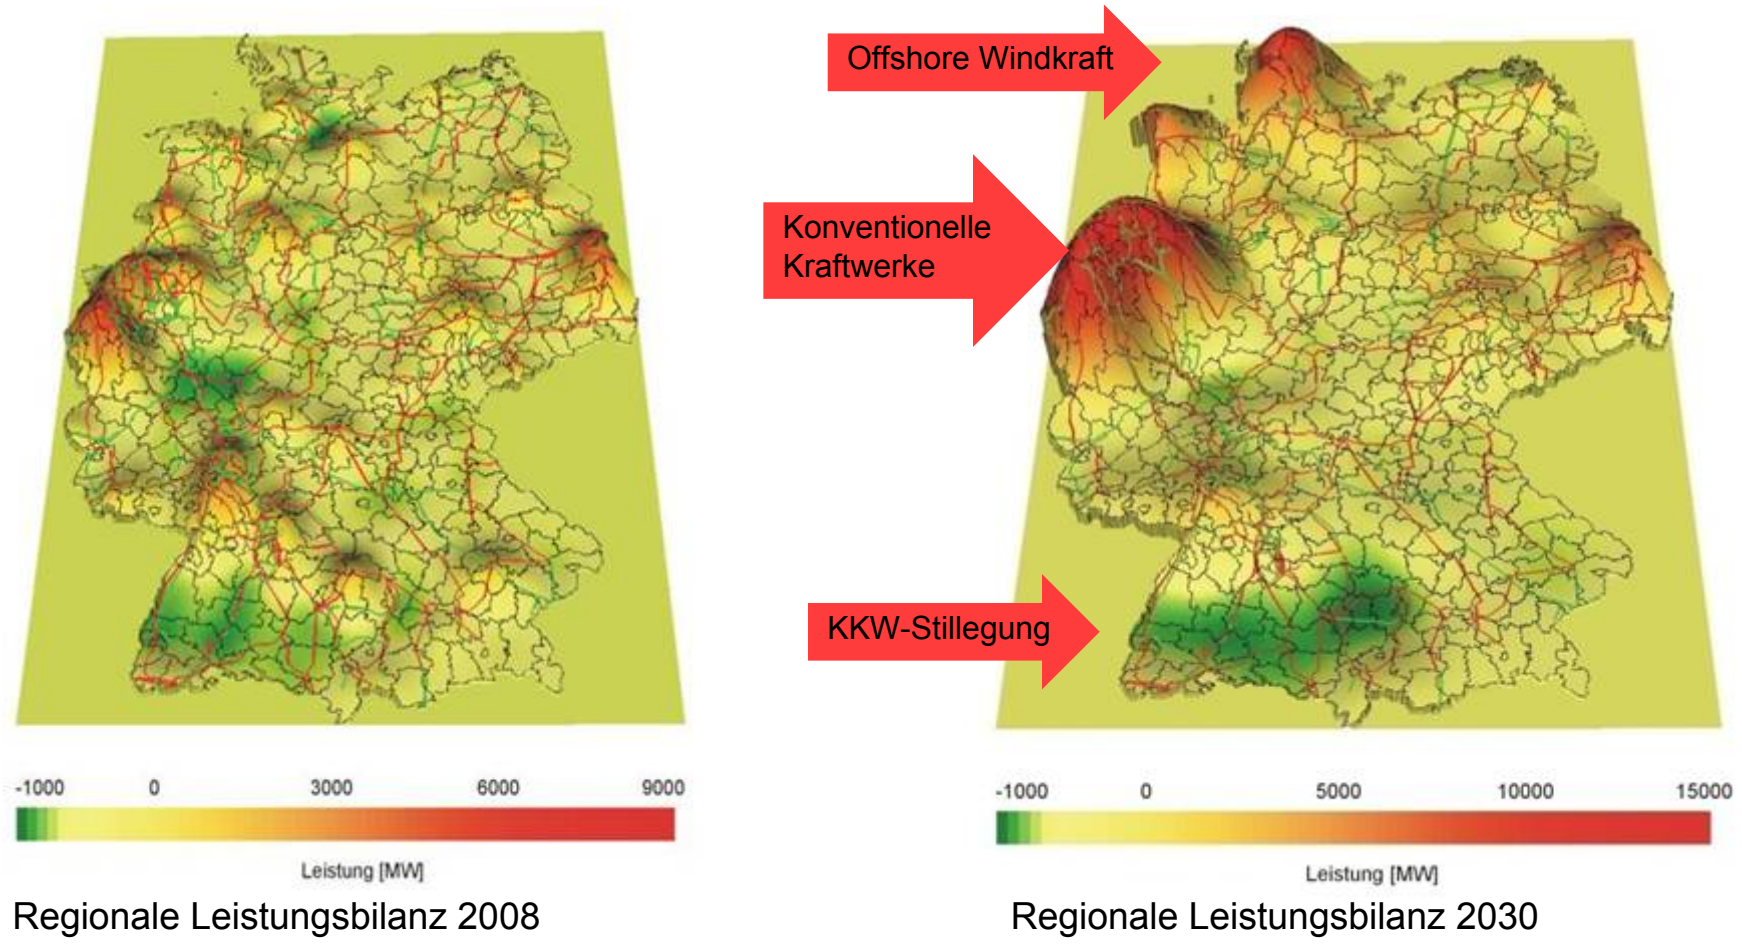 Offshore Windkraft
Konventionelle
Kraftwerke
KKW-Stillegung
-1000 0 3000 6000 9000
Leistung [MW]
Regionale Leistungsbilanz 2008
-1000 0 5000 10000 15000
Leistung [MW]
Regionale Leistungsbilanz 2030